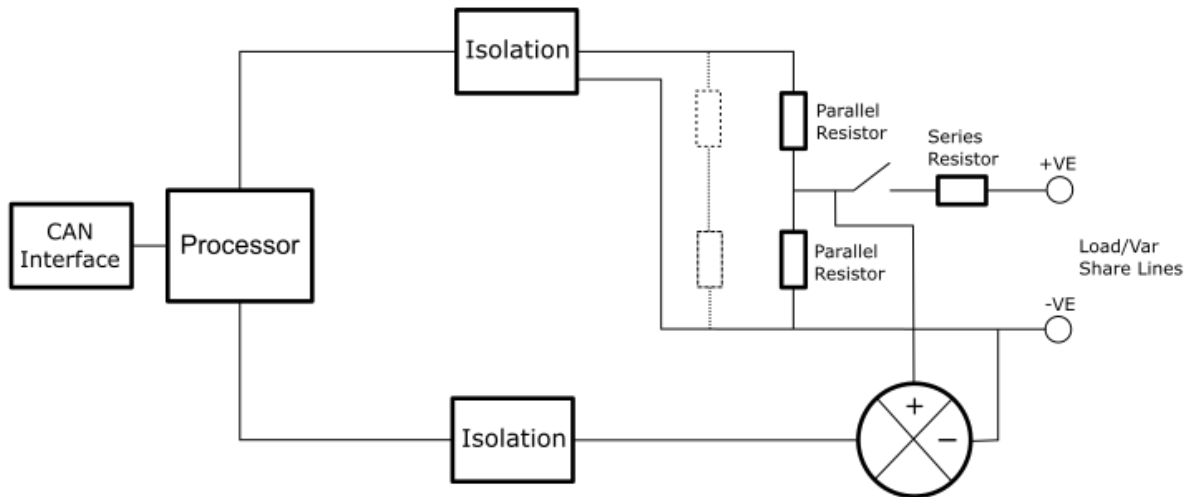 Isolation
Parallel
Resistor
Series
Resistor
+VE
CAN
Interface
Processor
Parallel
Resistor
Load/Var
Share Lines
-VE
+
−
Isolation